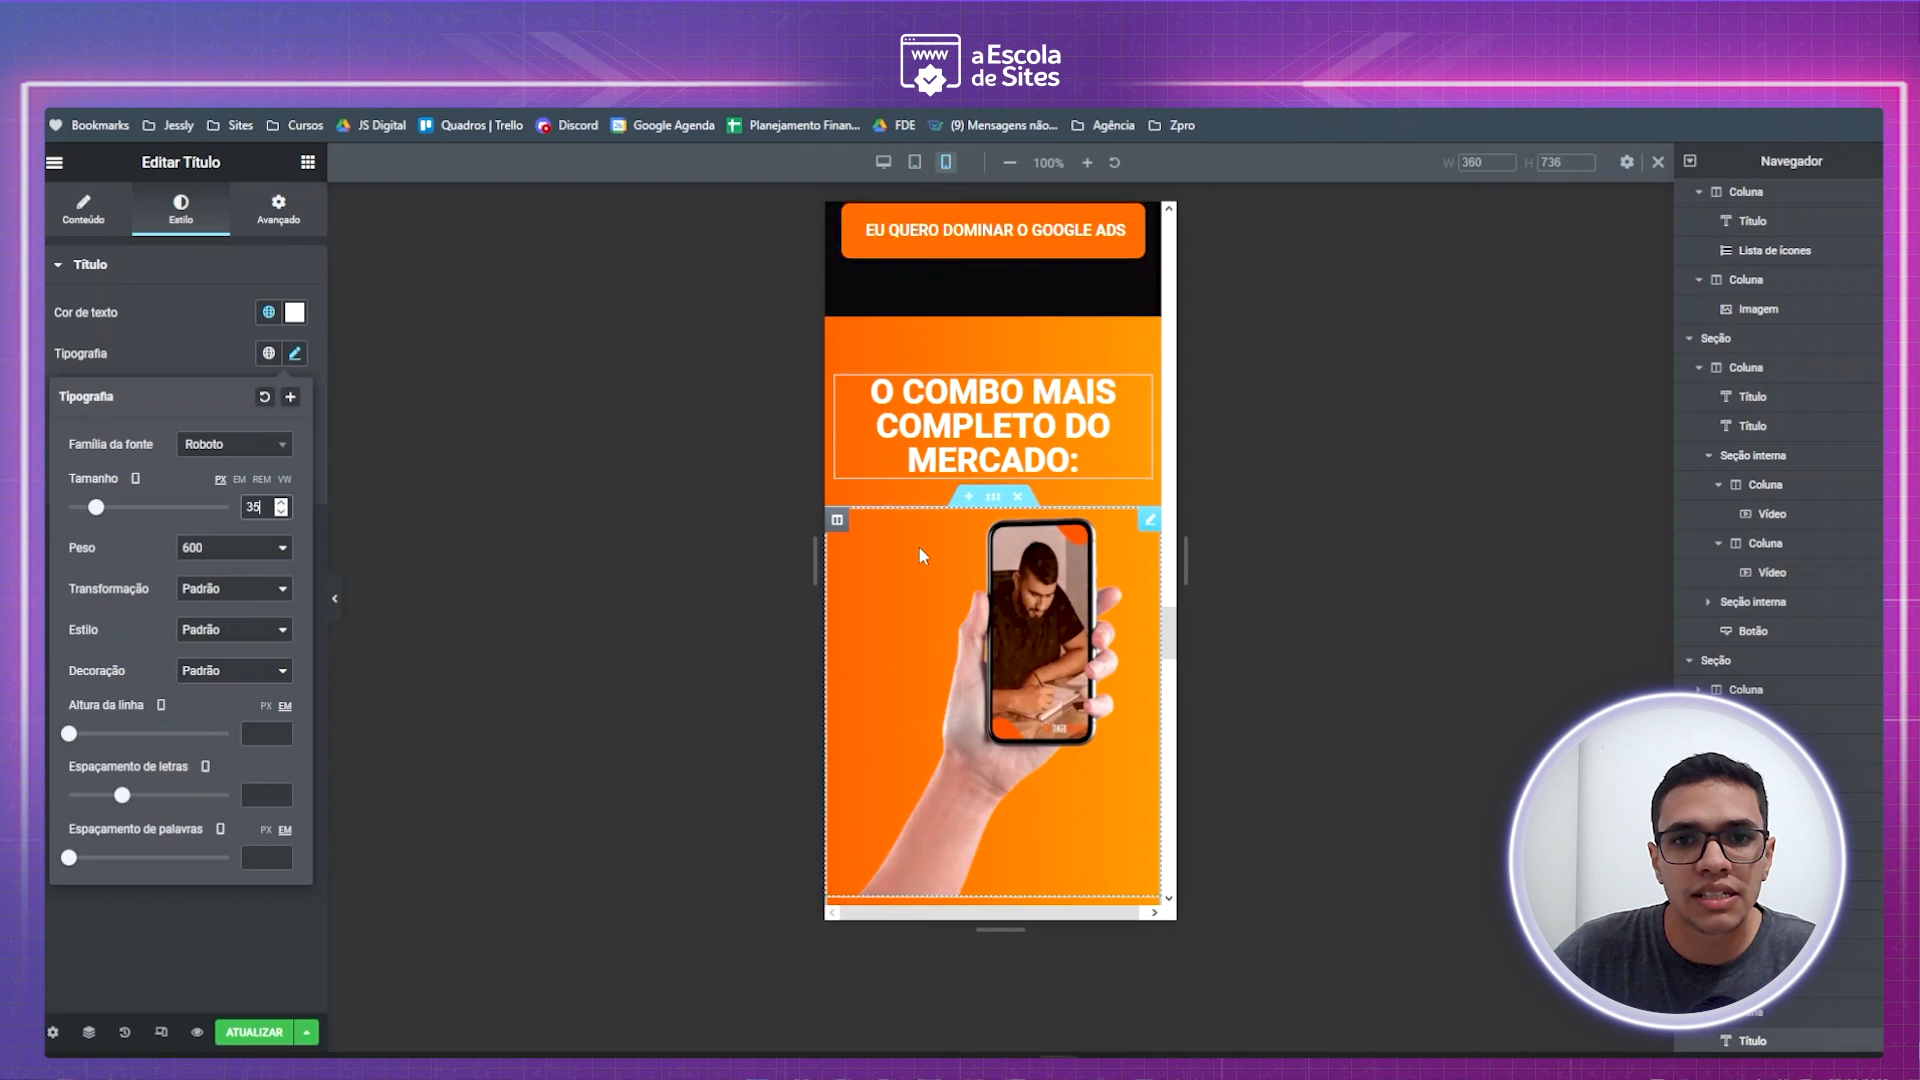 www
a Escola
de Sites
Bookmarks
Jessly
Sites
Cursos
JS Digital
Quadros | Trello
Discord
Google Agenda
Planejamento Finan...
FDE
(9) Mensagens não...
Agência
Zpro
Editar Título
100%
W 360
H 736
Navegador
Conteúdo
Estilo
Avançado
Título
Cor de texto
Tipografia
Tipografia
Família da fonte
Roboto
Tamanho
PX EM REM VW
35
Peso
600
Transformação
Padrão
Estilo
Padrão
Decoração
Padrão
Altura da linha
PX EM
Espaçamento de letras
Espaçamento de palavras
PX EM
ATUALIZAR
EU QUERO DOMINAR O GOOGLE ADS
O COMBO MAIS
COMPLETO DO
MERCADO:
Coluna
Título
Lista de ícones
Coluna
Imagem
Seção
Coluna
Título
Título
Seção interna
Coluna
Vídeo
Coluna
Vídeo
Seção interna
Botão
Seção
Coluna
Título